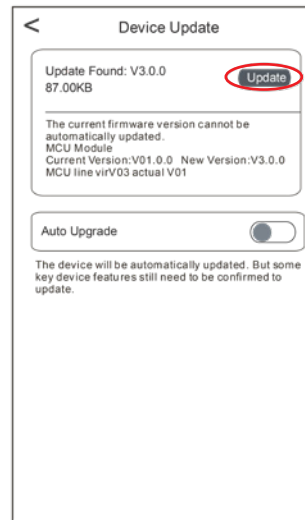 <
Device Update
Update Found: V3.0.0
87.00KB
Update
The current firmware version cannot be
automatically updated.
MCU Module
Current Version:V01.0.0 New Version:V3.0.0
MCU line virV03 actual V01
Auto Upgrade
The device will be automatically updated. But some
key device features still need to be confirmed to
update.